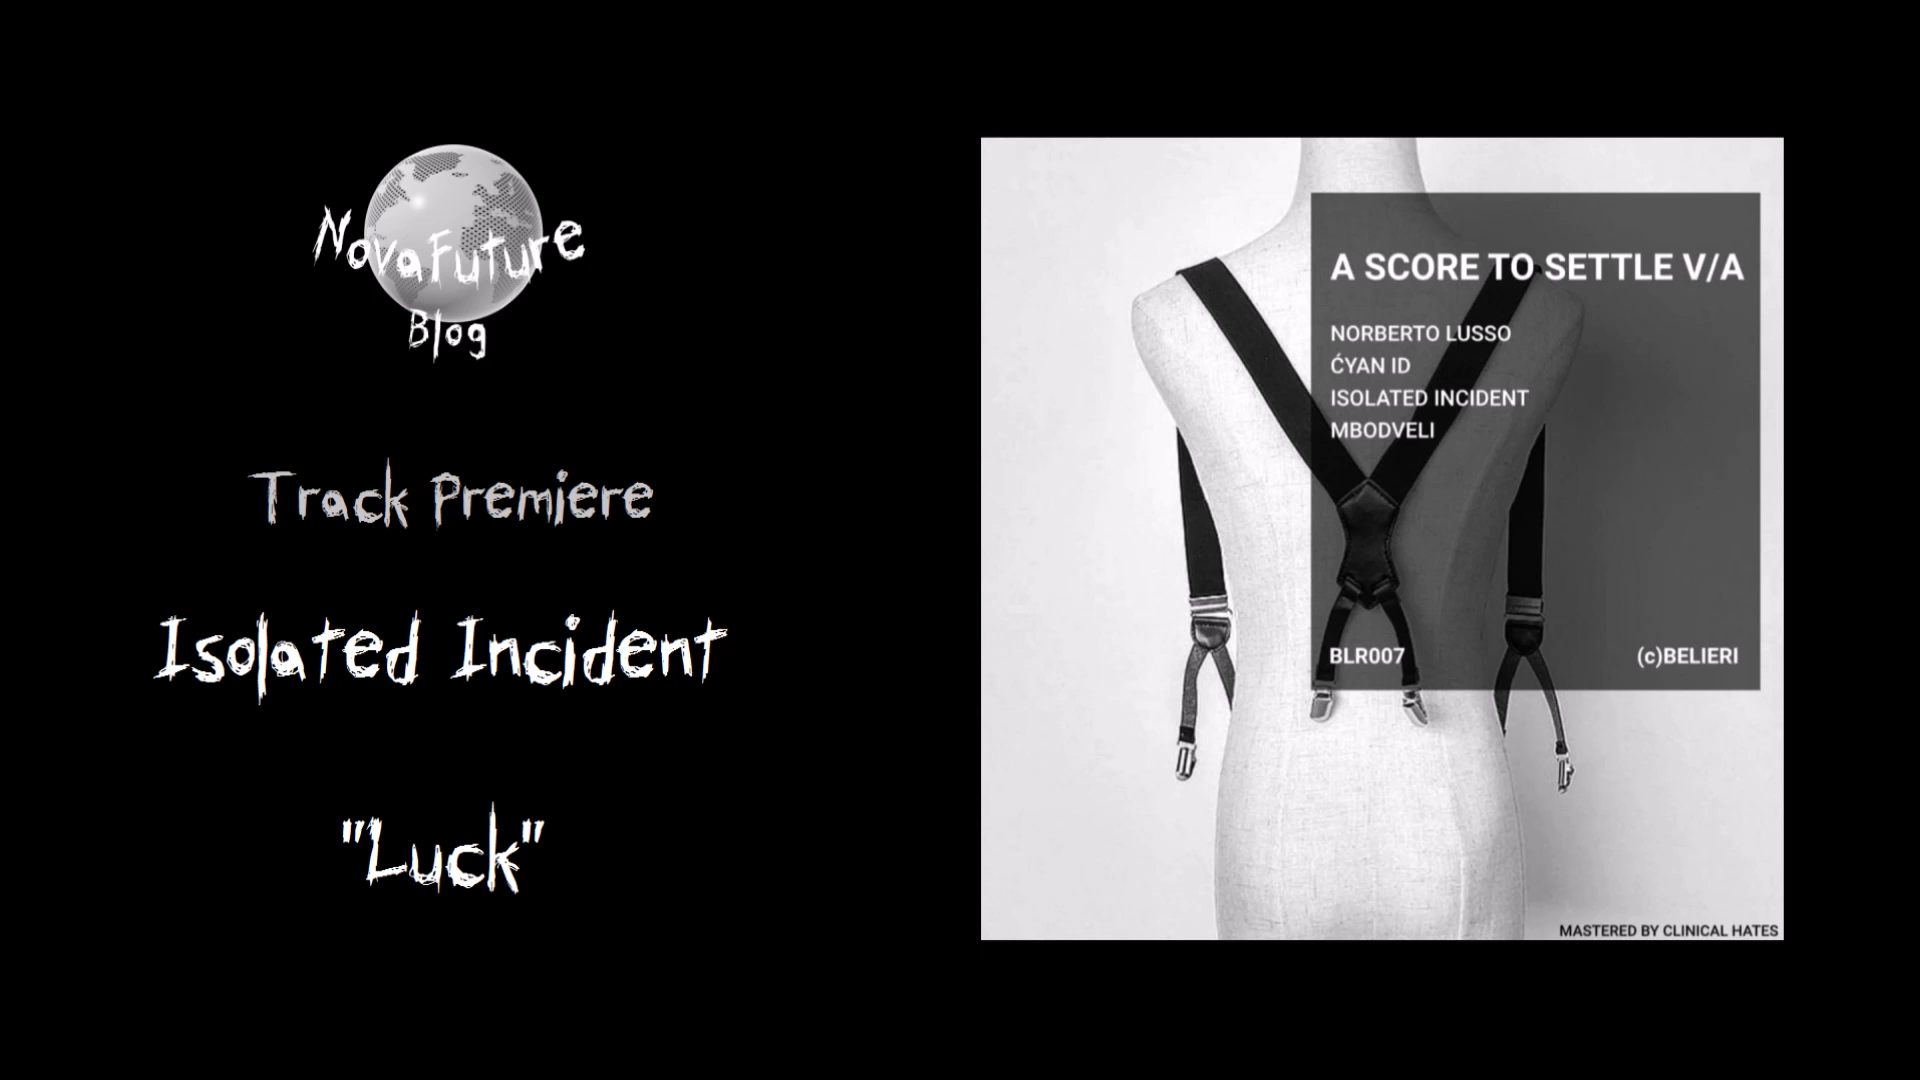 NovaFuture
Blog
Track Premiere
Isolated Incident
"Luck"
A SCORE TO SETTLE V/A
NORBERTO LUSSO
ĆYAN ID
ISOLATED INCIDENT
MBODVELI
BLR007
(c)BELIERI
MASTERED BY CLINICAL HATES